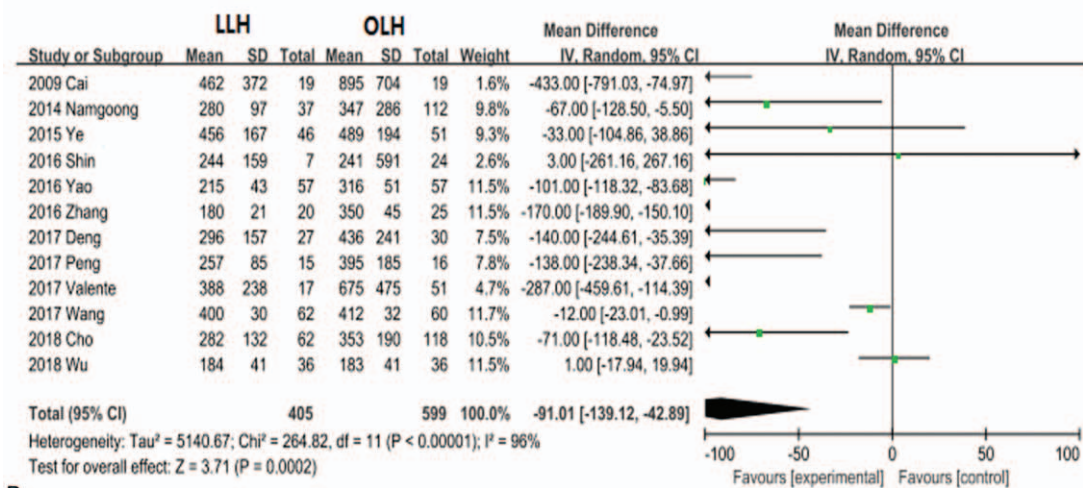 LLH OLH Mean Difference Mean Difference
Study or Subgroup Mean SD Total Mean SD Total Weight IV, Random, 95% CI IV, Random, 95% CI
2009 Cai 462 372 19 895 704 19 1.6% -433.00 [-791.03, -74.97]
2014 Namgoong 280 97 37 347 286 112 9.8% -67.00 [-128.50, -5.50]
2015 Ye 456 167 46 489 194 51 9.3% -33.00 [-104.86, 38.86]
2016 Shin 244 159 7 241 591 24 2.6% 3.00 [-261.16, 267.16]
2016 Yao 215 43 57 316 51 57 11.5% -101.00 [-118.32, -83.68]
2016 Zhang 180 21 20 350 45 25 11.5% -170.00 [-189.90, -150.10]
2017 Deng 296 157 27 436 241 30 7.5% -140.00 [-244.61, -35.39]
2017 Peng 257 85 15 395 185 16 7.8% -138.00 [-238.34, -37.66]
2017 Valente 388 238 17 675 475 51 4.7% -287.00 [-459.61, -114.39]
2017 Wang 400 30 62 412 32 60 11.7% -12.00 [-23.01, -0.99]
2018 Cho 282 132 62 353 190 118 10.6% -71.00 [-118.48, -23.52]
2018 Wu 184 41 36 183 41 36 11.5% 1.00 [-17.94, 19.94]
Total (95% CI) 405 599 100.0% -91.01 [-139.12, -42.89]
Heterogeneity: Tau² = 5140.67; Chi² = 264.82, df = 11 (P < 0.00001); I² = 96%
Test for overall effect: Z = 3.71 (P = 0.0002)
-100 -50 0 50 100
Favours [experimental] Favours [control]